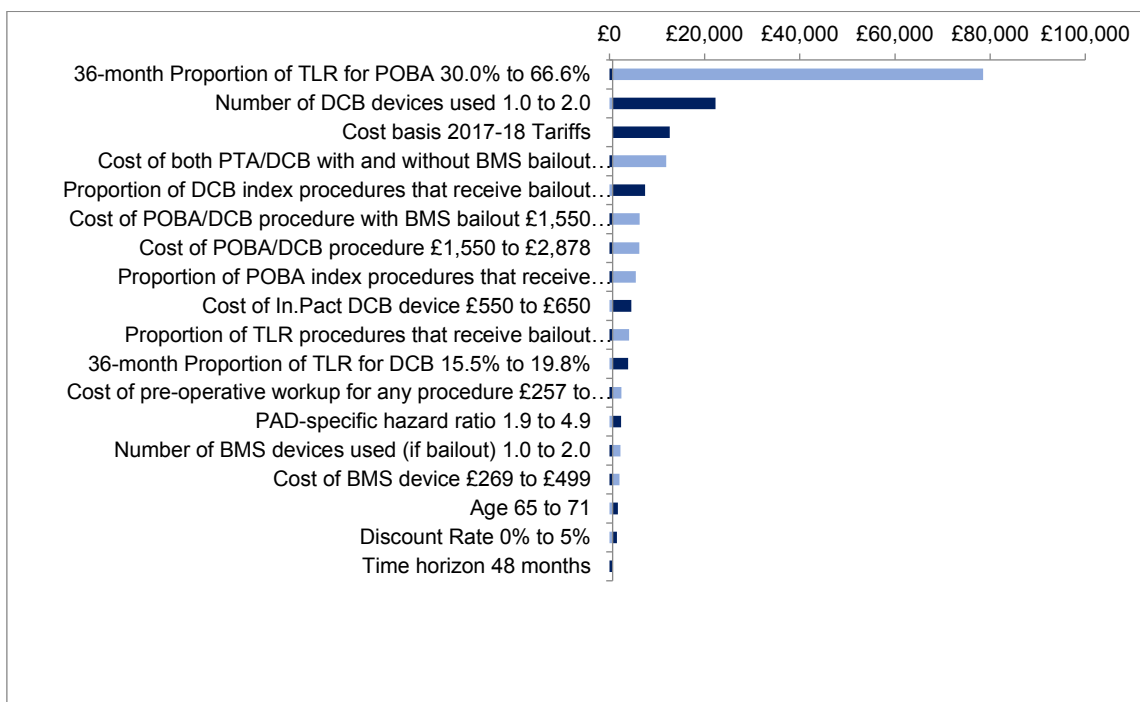 £0 £20,000 £40,000 £60,000 £80,000 £100,000
36-month Proportion of TLR for POBA 30.0% to 66.6%
Number of DCB devices used 1.0 to 2.0
Cost basis 2017-18 Tariffs
Cost of both PTA/DCB with and without BMS bailout…
Proportion of DCB index procedures that receive bailout…
Cost of POBA/DCB procedure with BMS bailout £1,550…
Cost of POBA/DCB procedure £1,550 to £2,878
Proportion of POBA index procedures that receive…
Cost of In.Pact DCB device £550 to £650
Proportion of TLR procedures that receive bailout…
36-month Proportion of TLR for DCB 15.5% to 19.8%
Cost of pre-operative workup for any procedure £257 to…
PAD-specific hazard ratio 1.9 to 4.9
Number of BMS devices used (if bailout) 1.0 to 2.0
Cost of BMS device £269 to £499
Age 65 to 71
Discount Rate 0% to 5%
Time horizon 48 months